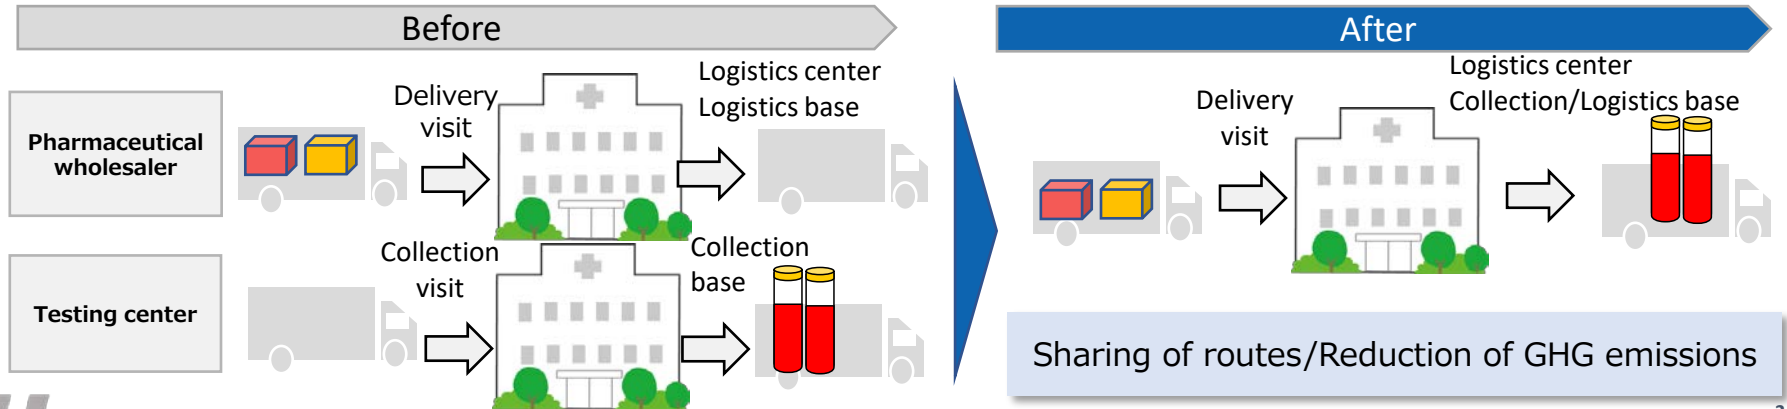 Before
Pharmaceutical
wholesaler
Delivery
visit
Logistics center
Logistics base
Testing center
Collection
visit
Collection
base
After
Delivery
visit
Logistics center
Collection/Logistics base
Sharing of routes/Reduction of GHG emissions